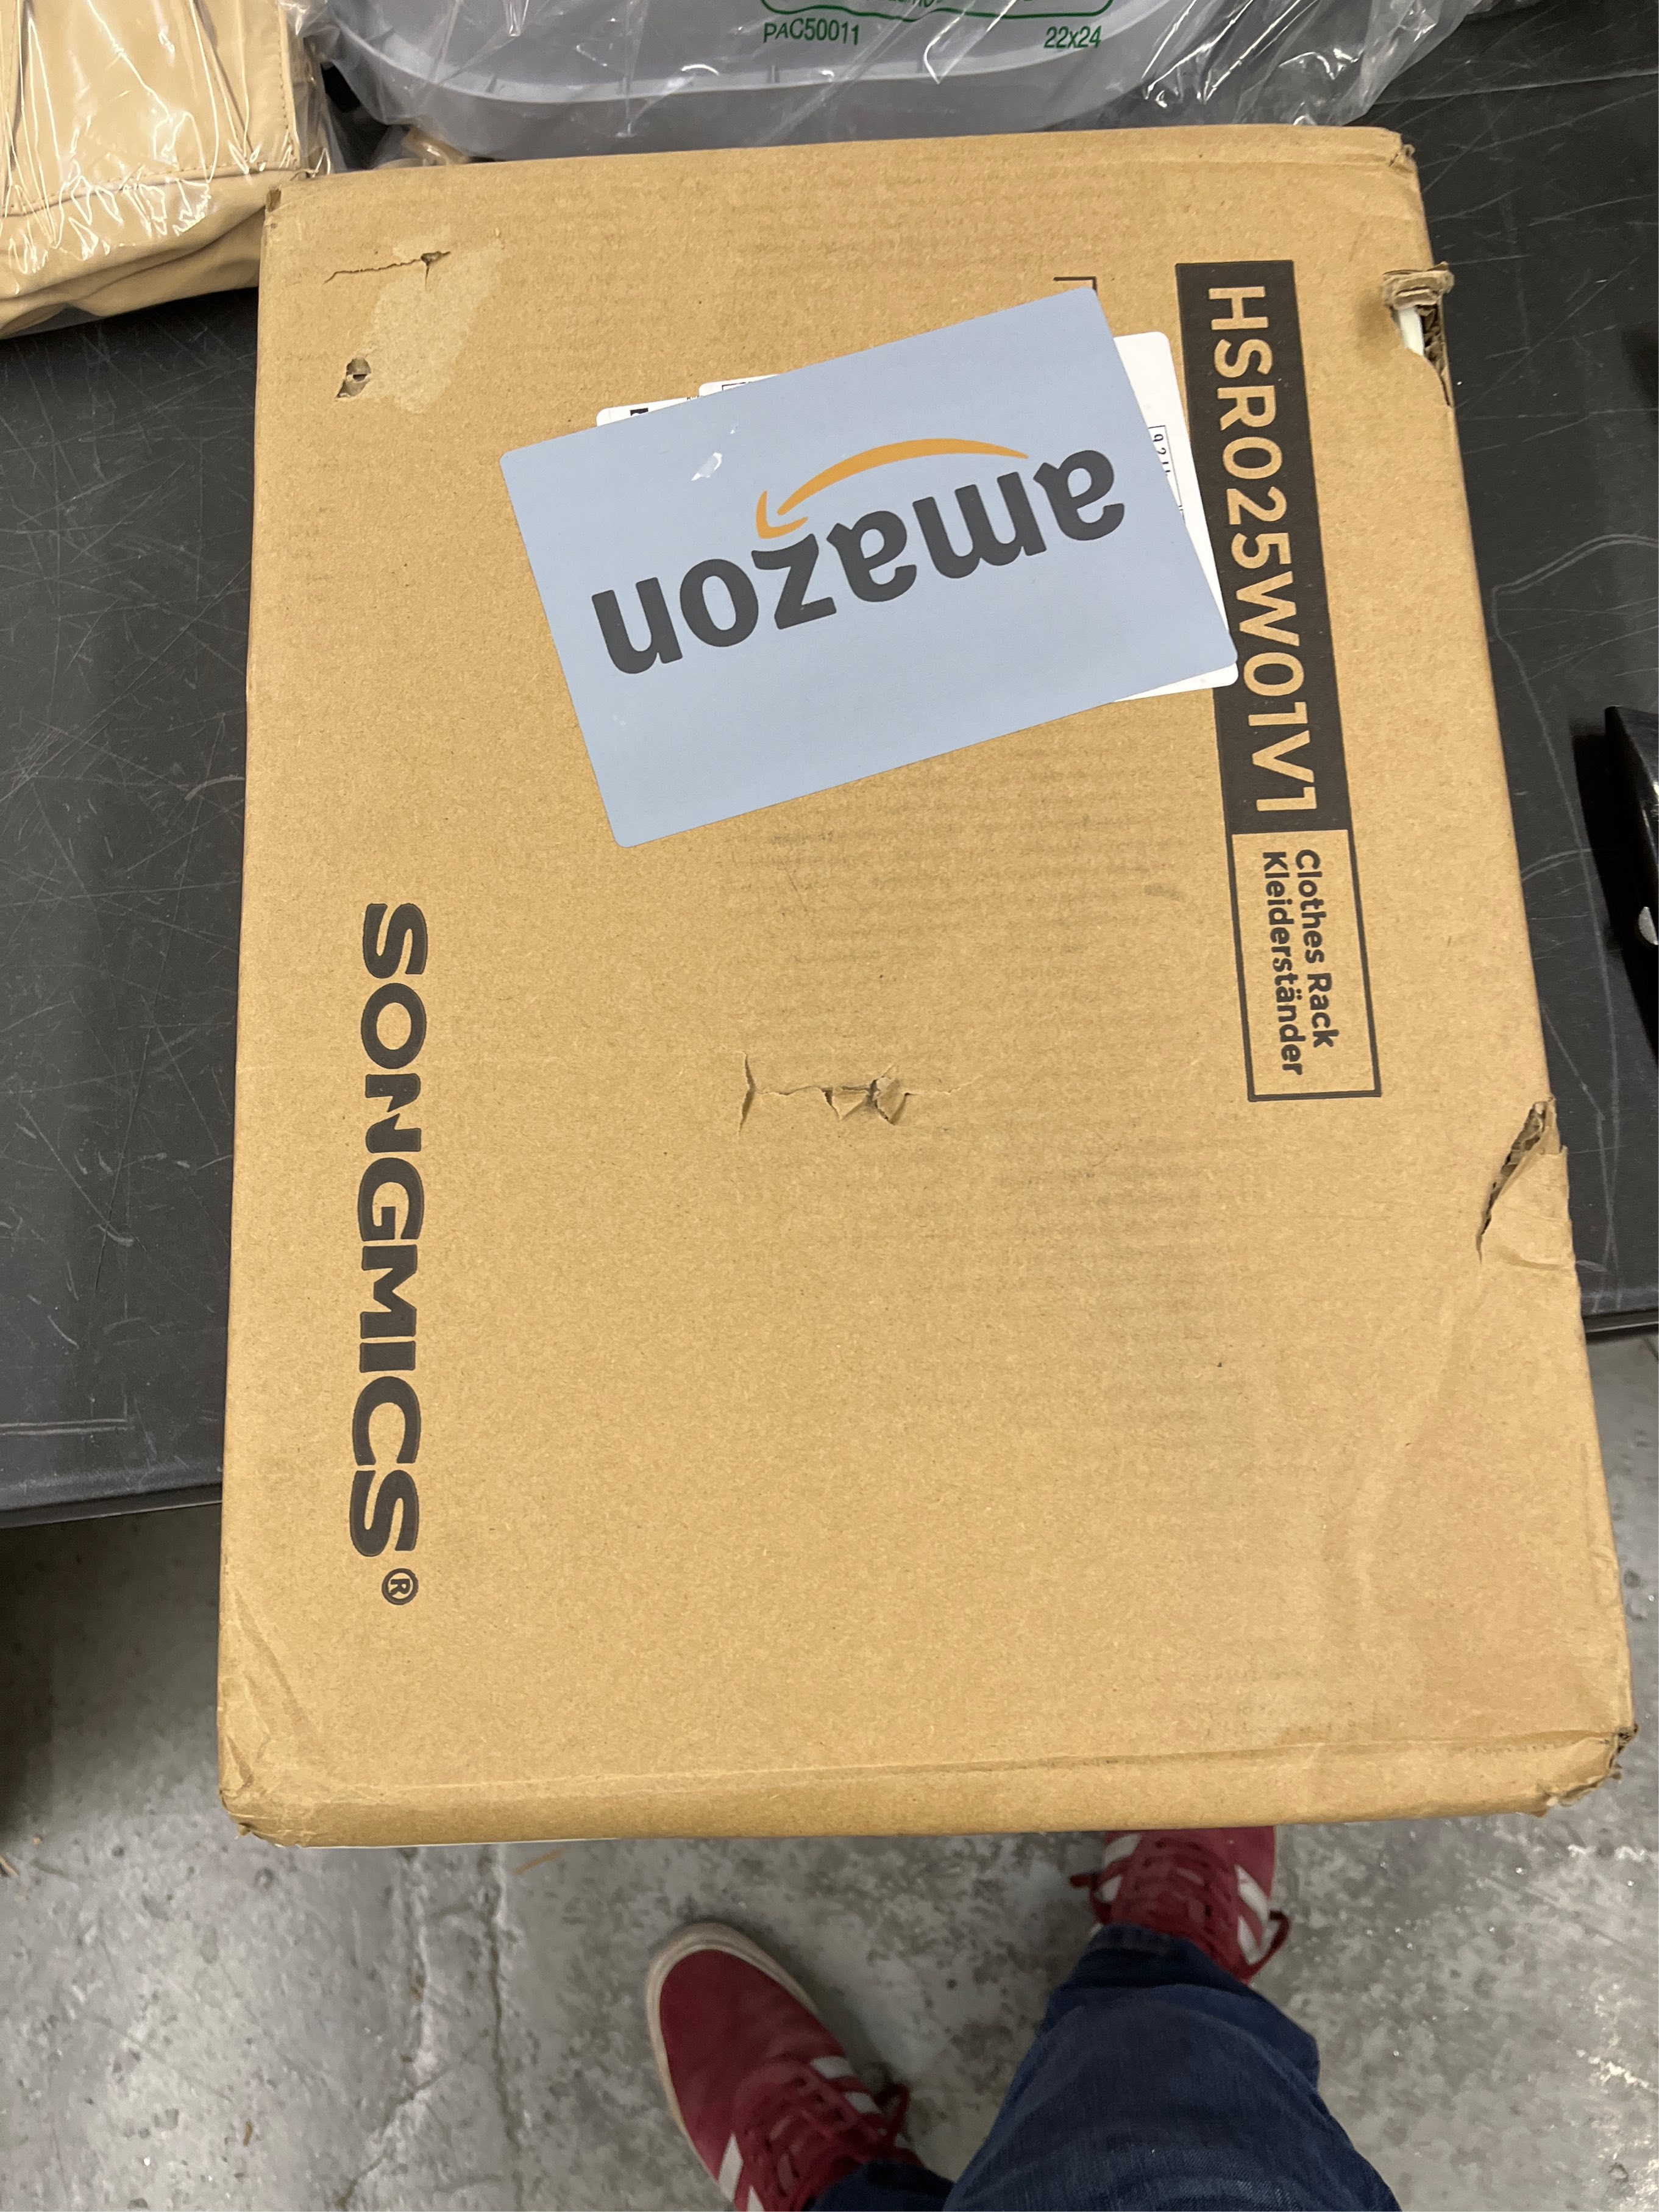 PAC50011 22x24
HSR025W01V1
Clothes Rack
Kleiderständer
amazon
SONGMICS®